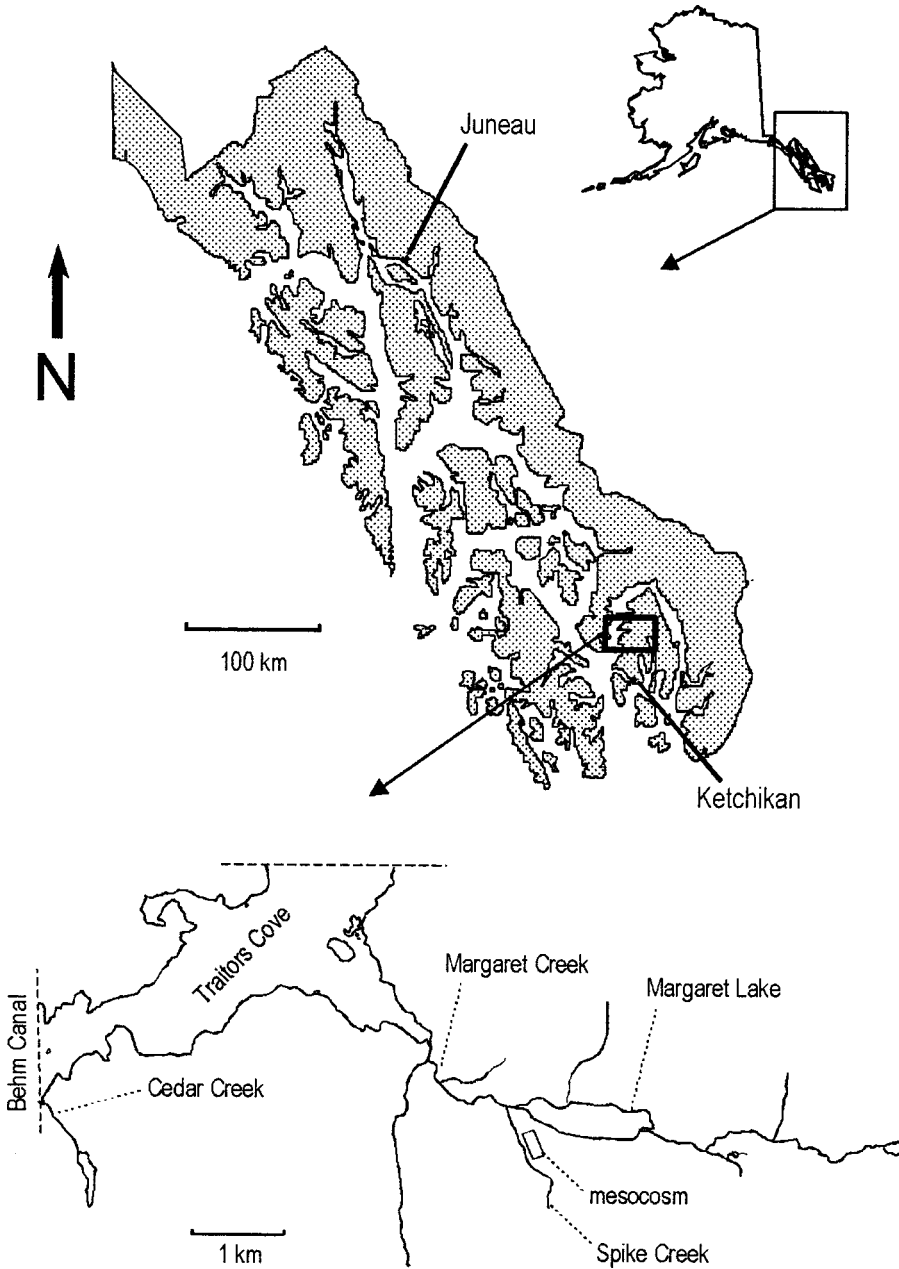 Juneau
N
100 km
Ketchikan
Traitors Cove
Margaret Creek
Margaret Lake
Behm Canal
Cedar Creek
mesocosm
1 km
Spike Creek